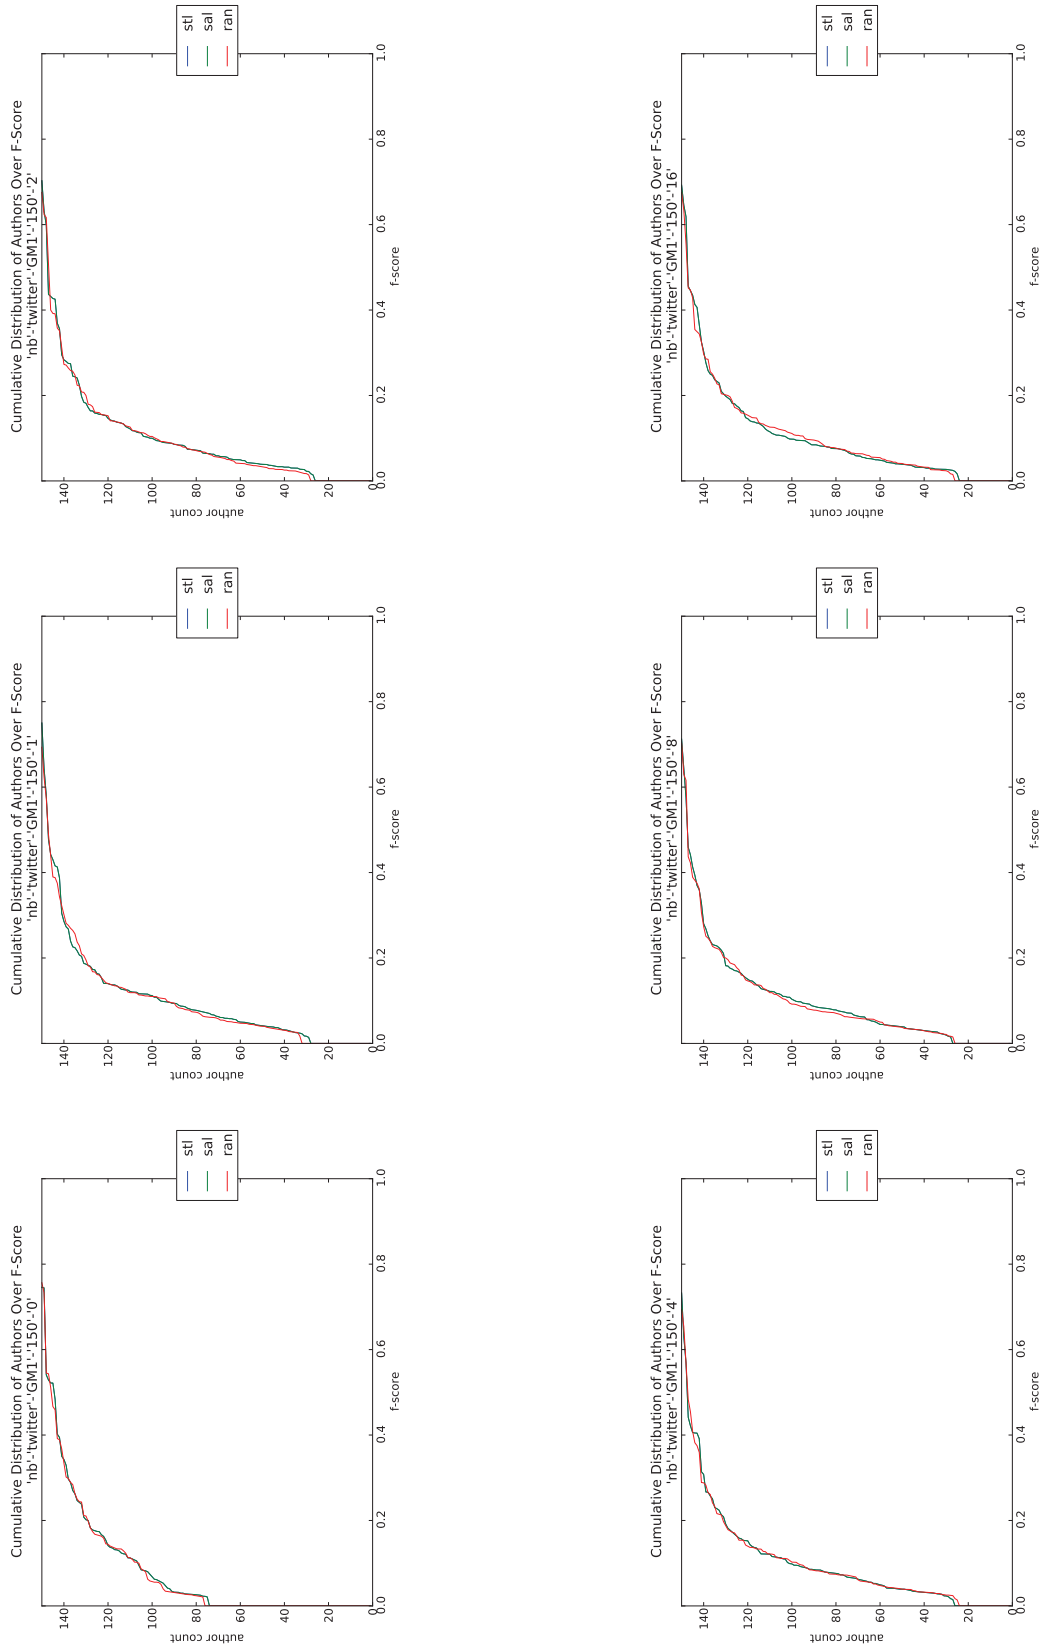 Cumulative Distribution of Authors Over F-Score
'nb'-'twitter'-'GM1'-'150'-'0'
140
120
100
80
60
40
20
0
author count
0.0 0.2 0.4 0.6 0.8 1.0
f-score
stl
sal
ran
Cumulative Distribution of Authors Over F-Score
'nb'-'twitter'-'GM1'-'150'-'1'
140
120
100
80
60
40
20
0
author count
0.0 0.2 0.4 0.6 0.8 1.0
f-score
stl
sal
ran
Cumulative Distribution of Authors Over F-Score
'nb'-'twitter'-'GM1'-'150'-'2'
140
120
100
80
60
40
20
0
author count
0.0 0.2 0.4 0.6 0.8 1.0
f-score
stl
sal
ran
Cumulative Distribution of Authors Over F-Score
'nb'-'twitter'-'GM1'-'150'-'4'
140
120
100
80
60
40
20
0
author count
0.0 0.2 0.4 0.6 0.8 1.0
f-score
stl
sal
ran
Cumulative Distribution of Authors Over F-Score
'nb'-'twitter'-'GM1'-'150'-'8'
140
120
100
80
60
40
20
0
author count
0.0 0.2 0.4 0.6 0.8 1.0
f-score
stl
sal
ran
Cumulative Distribution of Authors Over F-Score
'nb'-'twitter'-'GM1'-'150'-'16'
140
120
100
80
60
40
20
0
author count
0.0 0.2 0.4 0.6 0.8 1.0
f-score
stl
sal
ran